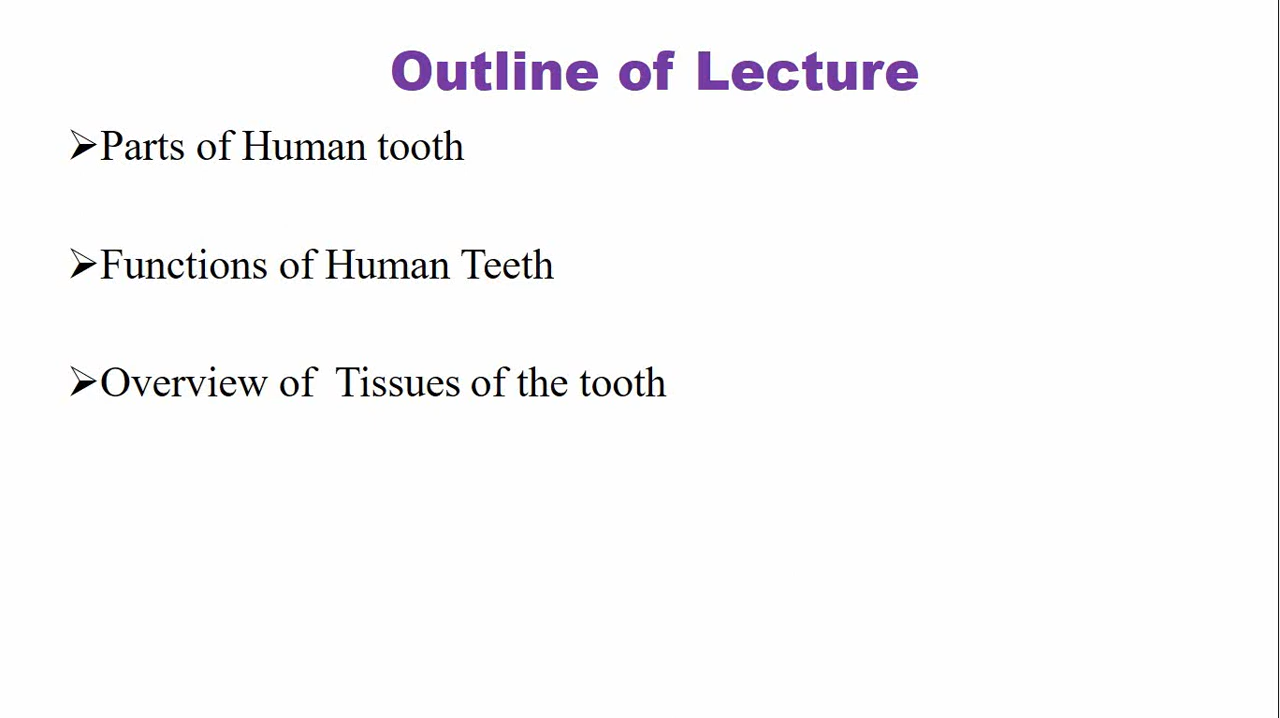 Outline of Lecture
➢Parts of Human tooth
➢Functions of Human Teeth
➢Overview of  Tissues of the tooth